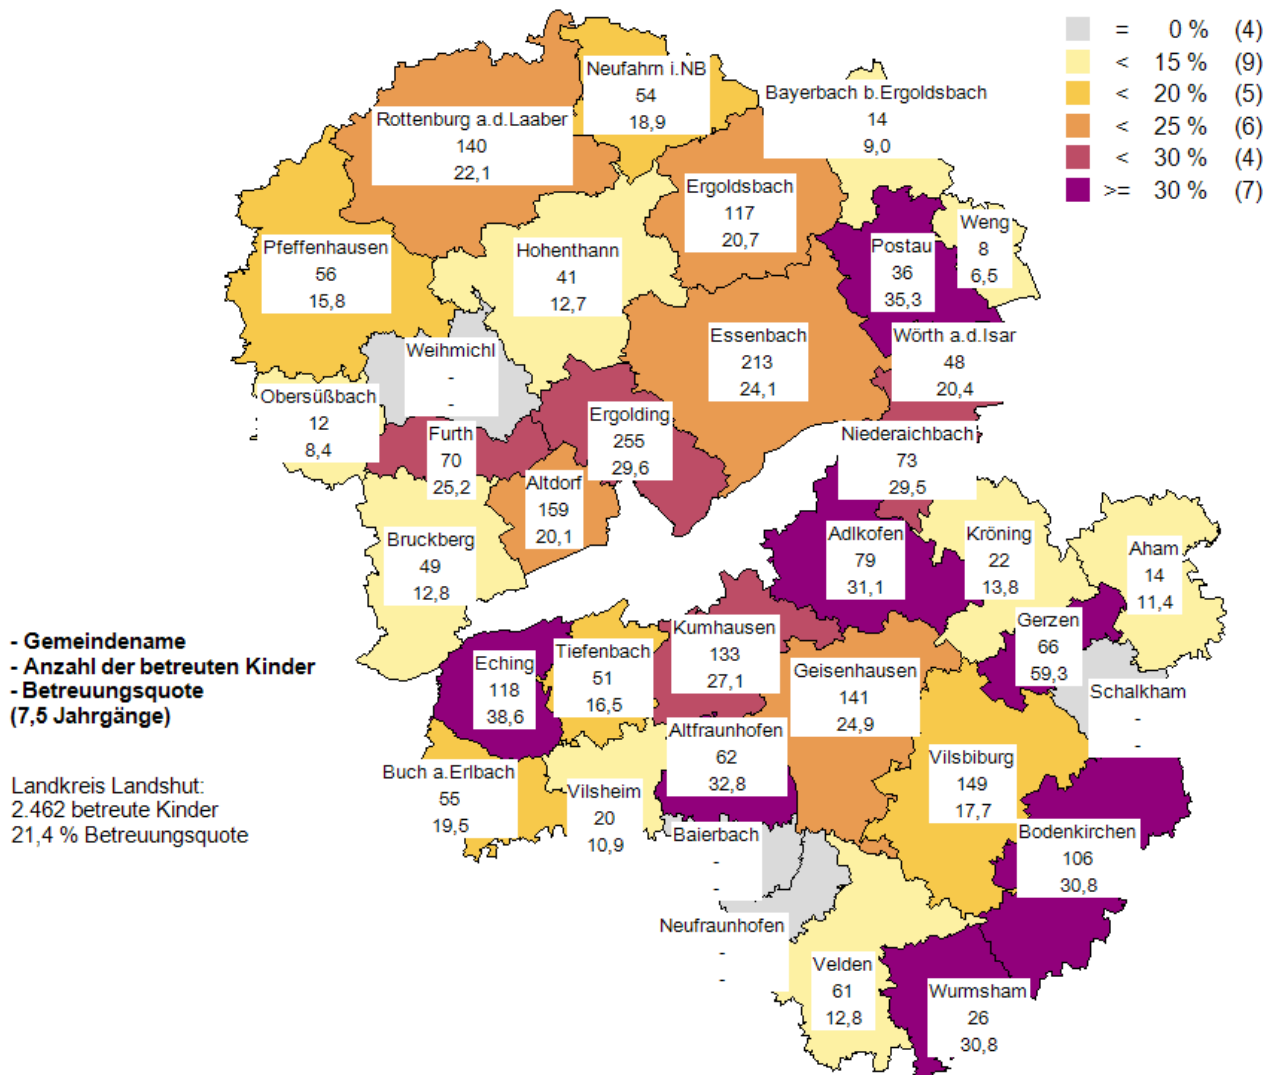 = 0 % (4)
< 15 % (9)
< 20 % (5)
< 25 % (6)
< 30 % (4)
>= 30 % (7)
Neufahrn i.NB
54
18,9
Bayerbach b.Ergoldsbach
14
9,0
Rottenburg a.d.Laaber
140
22,1
Ergoldsbach
117
20,7
Weng
8
6,5
Postau
36
35,3
Pfeffenhausen
56
15,8
Hohenthann
41
12,7
Essenbach
213
24,1
Wörth a.d.Isar
48
20,4
Weihmichl
-
-
Obersüßbach
12
8,4
Furth
70
25,2
Ergolding
255
29,6
Niederaichbach
73
29,5
Altdorf
159
20,1
Bruckberg
49
12,8
Adlkofen
79
31,1
Kröning
22
13,8
Aham
14
11,4
Gerzen
66
59,3
Kumhausen
133
27,1
- Gemeindename
- Anzahl der betreuten Kinder
- Betreuungsquote
(7,5 Jahrgänge)
Eching
118
38,6
Tiefenbach
51
16,5
Geisenhausen
141
24,9
Schalkham
-
-
Altfraunhofen
62
32,8
Vilsbiburg
149
17,7
Landkreis Landshut:
2.462 betreute Kinder
21,4 % Betreuungsquote
Buch a.Erlbach
55
19,5
Vilsheim
20
10,9
Baierbach
-
-
Bodenkirchen
106
30,8
Neufraunhofen
-
-
Velden
61
12,8
Wurmsham
26
30,8